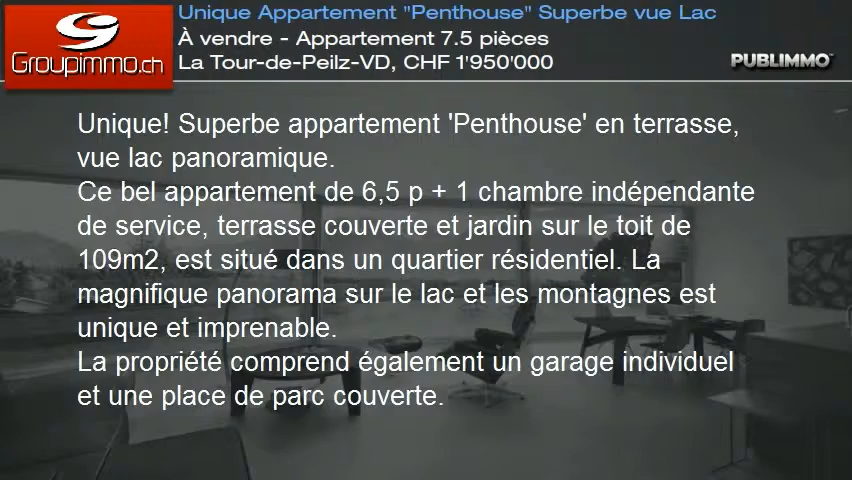 Groupimmo.ch
Unique Appartement "Penthouse" Superbe vue Lac
À vendre - Appartement 7.5 pièces
La Tour-de-Peilz-VD, CHF 1'950'000
PUBLIMMO
Unique! Superbe appartement 'Penthouse' en terrasse,
vue lac panoramique.
Ce bel appartement de 6,5 p + 1 chambre indépendante
de service, terrasse couverte et jardin sur le toit de
109m2, est situé dans un quartier résidentiel. La
magnifique panorama sur le lac et les montagnes est
unique et imprenable.
La propriété comprend également un garage individuel
et une place de parc couverte.